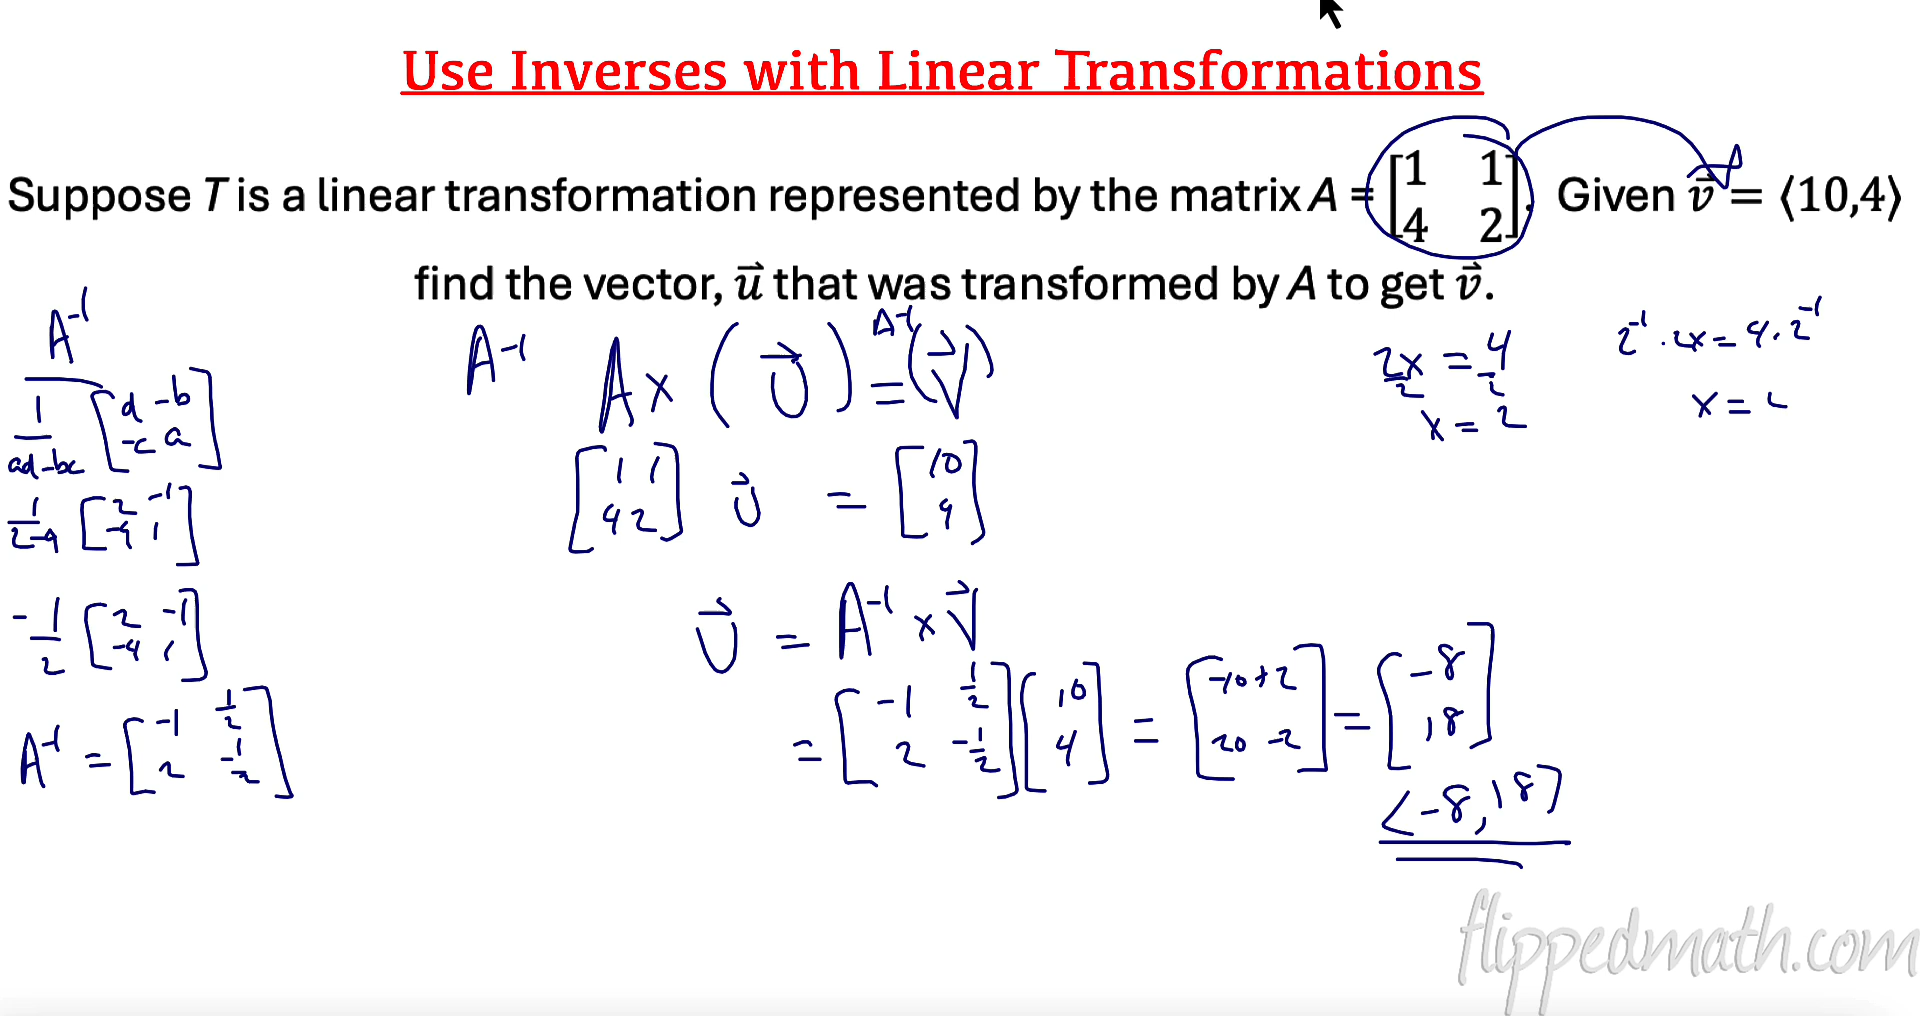 Use Inverses with Linear Transformations
Suppose T is a linear transformation represented by the matrix A = [1 1; 4 2]. Given v⃗ = ⟨10,4⟩
find the vector, u⃗ that was transformed by A to get v⃗.
A⁻¹
1/(ad-bc) [d -b; -c a]
1/(2-4) [2 -1; -4 1]
-1/2 [2 -1; -4 1]
A⁻¹ = [-1 1/2; 2 -1/2]
A⁻¹ A × (u⃗) = A⁻¹ (v⃗)
[1 1; 4 2] u⃗ = [10; 4]
u⃗ = A⁻¹ × v⃗
= [-1 1/2; 2 -1/2] [10; 4] = [-10+2; 20-2] = [-8; 18]
<-8, 18>
2x/2 = 4/2
x = 2
2⁻¹ · 2x = 4 · 2⁻¹
x = 2
flippedmath.com